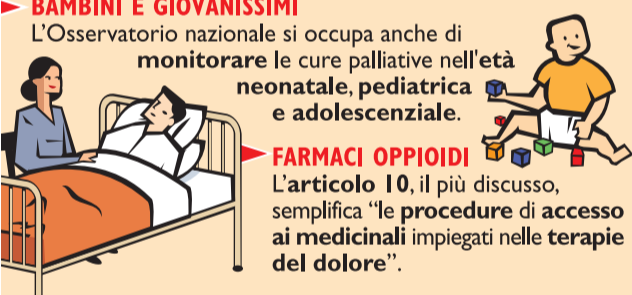 BAMBINI E GIOVANISSIMI
L'Osservatorio nazionale si occupa anche di
monitorare le cure palliative nell'età
neonatale, pediatrica
e adolescenziale.
FARMACI OPPIOIDI
L'articolo 10, il più discusso,
semplifica “le procedure di accesso
ai medicinali impiegati nelle terapie
del dolore”.